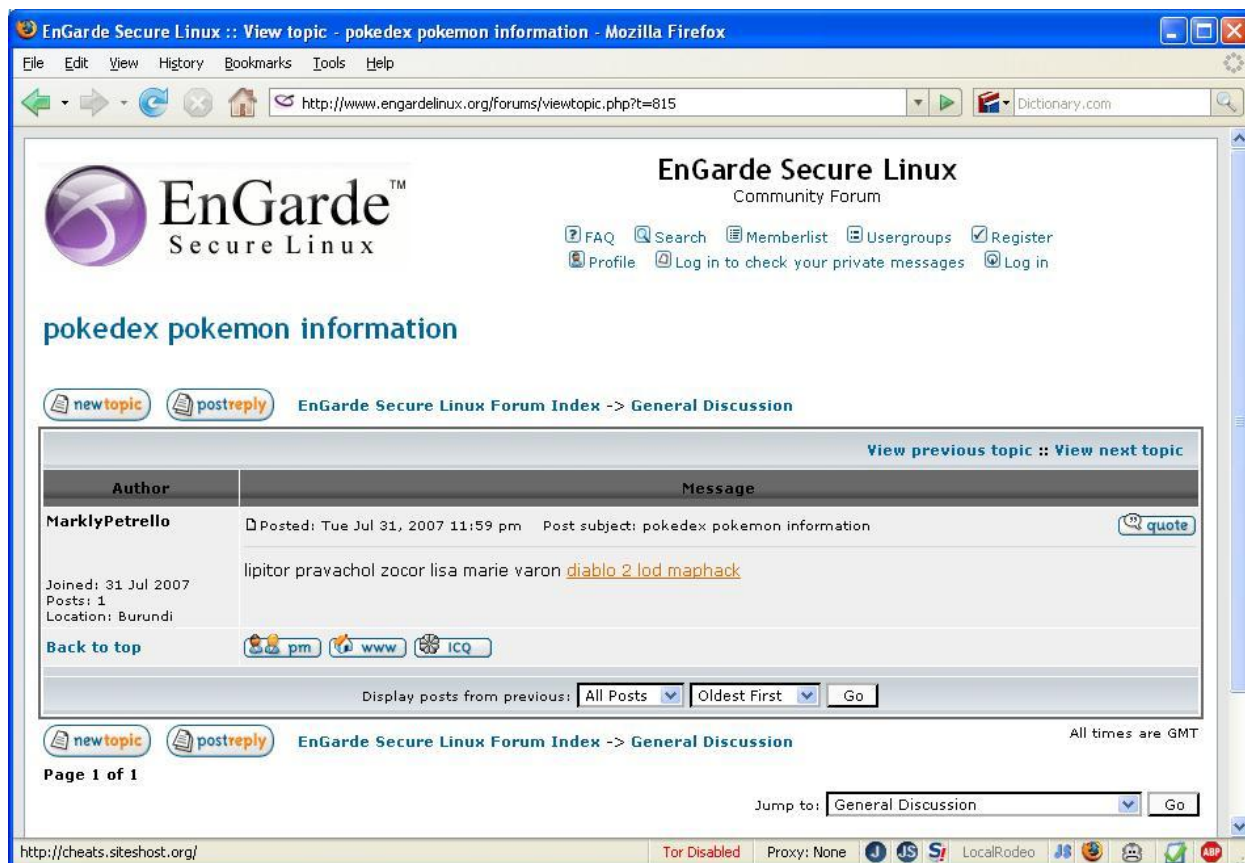 EnGarde Secure Linux :: View topic - pokedex pokemon information - Mozilla Firefox
File Edit View History Bookmarks Tools Help
http://www.engardelinux.org/forums/viewtopic.php?t=815 Dictionary.com
EnGarde™
Secure Linux
EnGarde Secure Linux
Community Forum
FAQ Search Memberlist Usergroups Register
Profile Log in to check your private messages Log in
pokedex pokemon information
newtopic postreply EnGarde Secure Linux Forum Index -> General Discussion
View previous topic :: View next topic
Author Message
MarklyPetrello Posted: Tue Jul 31, 2007 11:59 pm Post subject: pokedex pokemon information quote
lipitor pravachol zocor lisa marie varon diablo 2 lod maphack
Joined: 31 Jul 2007
Posts: 1
Location: Burundi
Back to top pm www ICQ
Display posts from previous: All Posts Oldest First Go
newtopic postreply EnGarde Secure Linux Forum Index -> General Discussion All times are GMT
Page 1 of 1
Jump to: General Discussion Go
http://cheats.siteshost.org/ Tor Disabled Proxy: None J JS S! LocalRodeo JS ABP